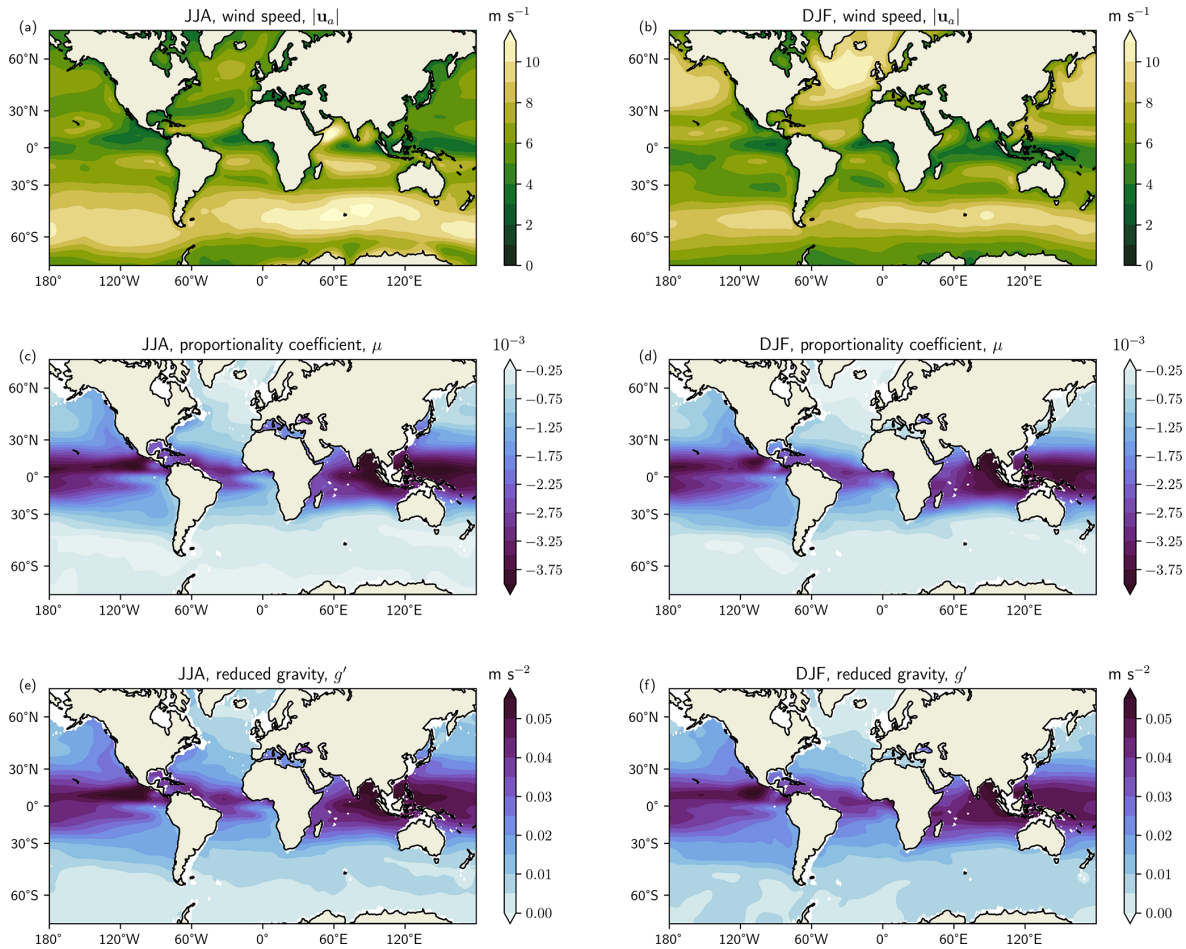 (a) JJA, wind speed, |𝐮ₐ| m s⁻¹
60°N
30°N
0°
30°S
60°S
180° 120°W 60°W 0° 60°E 120°E
10
8
6
4
2
0
(b) DJF, wind speed, |𝐮ₐ| m s⁻¹
60°N
30°N
0°
30°S
60°S
180° 120°W 60°W 0° 60°E 120°E
10
8
6
4
2
0
(c) JJA, proportionality coefficient, μ 10⁻³
60°N
30°N
0°
30°S
60°S
180° 120°W 60°W 0° 60°E 120°E
−0.25
−0.75
−1.25
−1.75
−2.25
−2.75
−3.25
−3.75
(d) DJF, proportionality coefficient, μ 10⁻³
60°N
30°N
0°
30°S
60°S
180° 120°W 60°W 0° 60°E 120°E
−0.25
−0.75
−1.25
−1.75
−2.25
−2.75
−3.25
−3.75
(e) JJA, reduced gravity, g′ m s⁻²
60°N
30°N
0°
30°S
60°S
180° 120°W 60°W 0° 60°E 120°E
0.05
0.04
0.03
0.02
0.01
0.00
(f) DJF, reduced gravity, g′ m s⁻²
60°N
30°N
0°
30°S
60°S
180° 120°W 60°W 0° 60°E 120°E
0.05
0.04
0.03
0.02
0.01
0.00